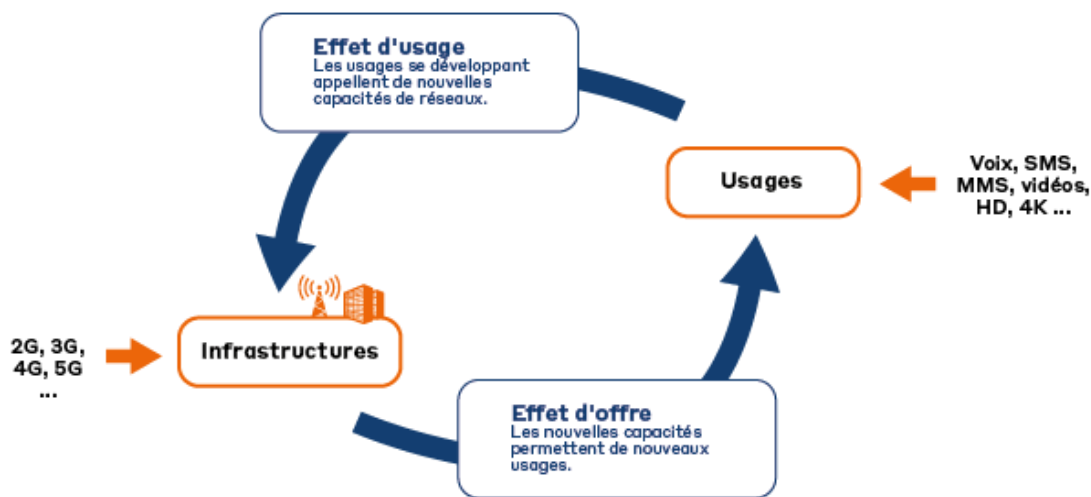 Effet d'usage
Les usages se développant
appellent de nouvelles
capacités de réseaux.
Usages
Voix, SMS,
MMS, vidéos,
HD, 4K ...
Infrastructures
2G, 3G,
4G, 5G
...
Effet d'offre
Les nouvelles capacités
permettent de nouveaux
usages.